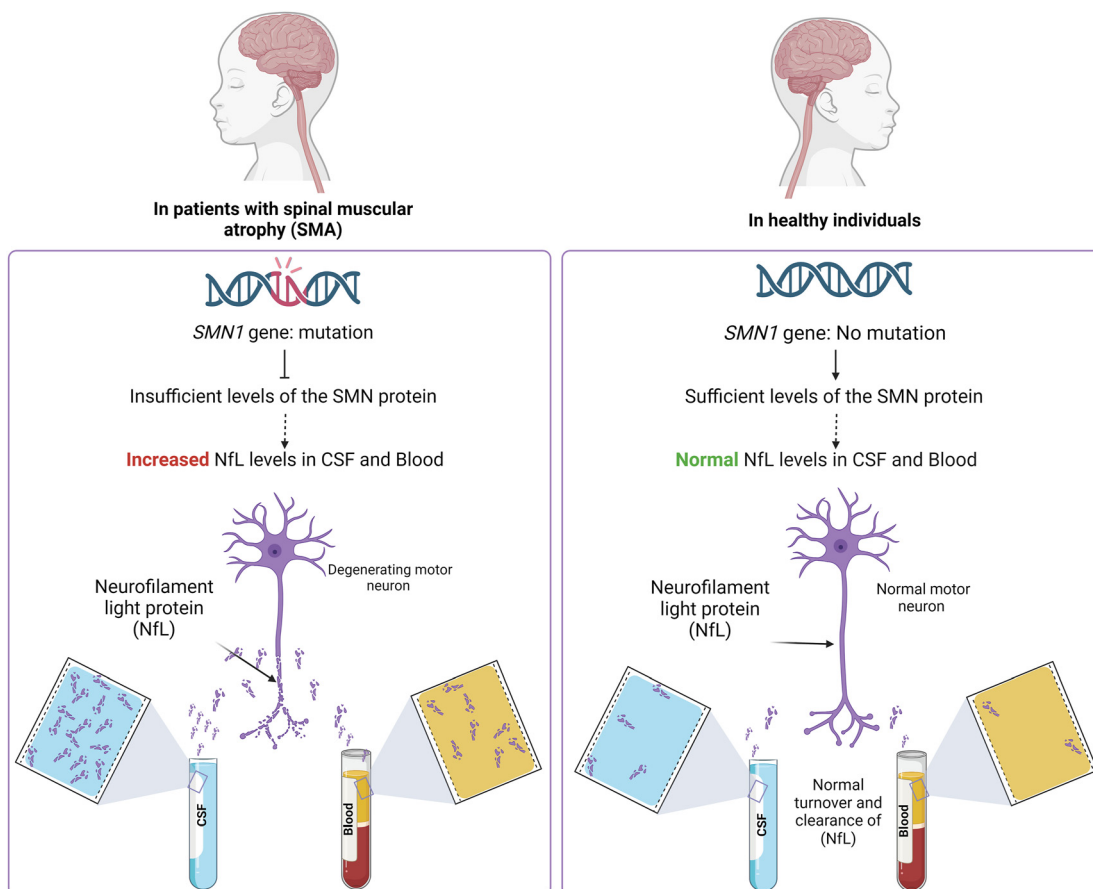 In patients with spinal muscular
atrophy (SMA)
SMN1 gene: mutation
Insufficient levels of the SMN protein
Increased NfL levels in CSF and Blood
Degenerating motor
neuron
Neurofilament
light protein
(NfL)
CSF
Blood
In healthy individuals
SMN1 gene: No mutation
Sufficient levels of the SMN protein
Normal NfL levels in CSF and Blood
Neurofilament
light protein
(NfL)
Normal motor
neuron
CSF
Normal
turnover and
clearance of
(NfL)
Blood